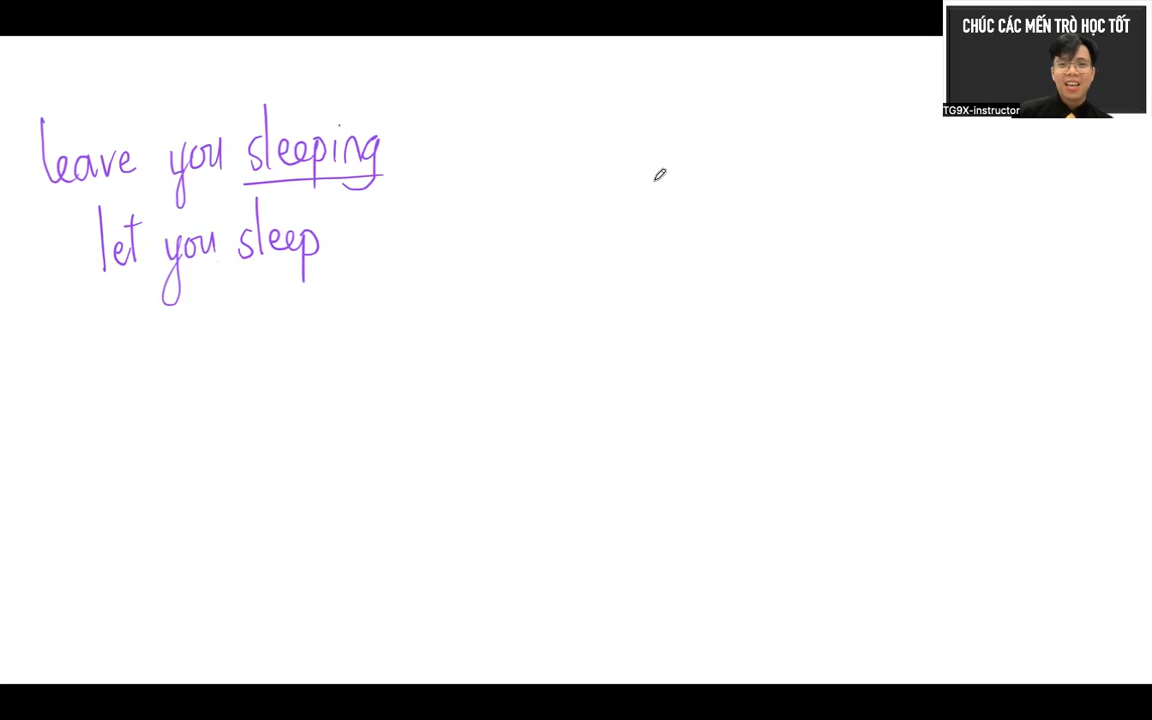 CHÚC CÁC MẾN TRÒ HỌC TỐT
TG9X-instructor
leave you sleeping
let you sleep